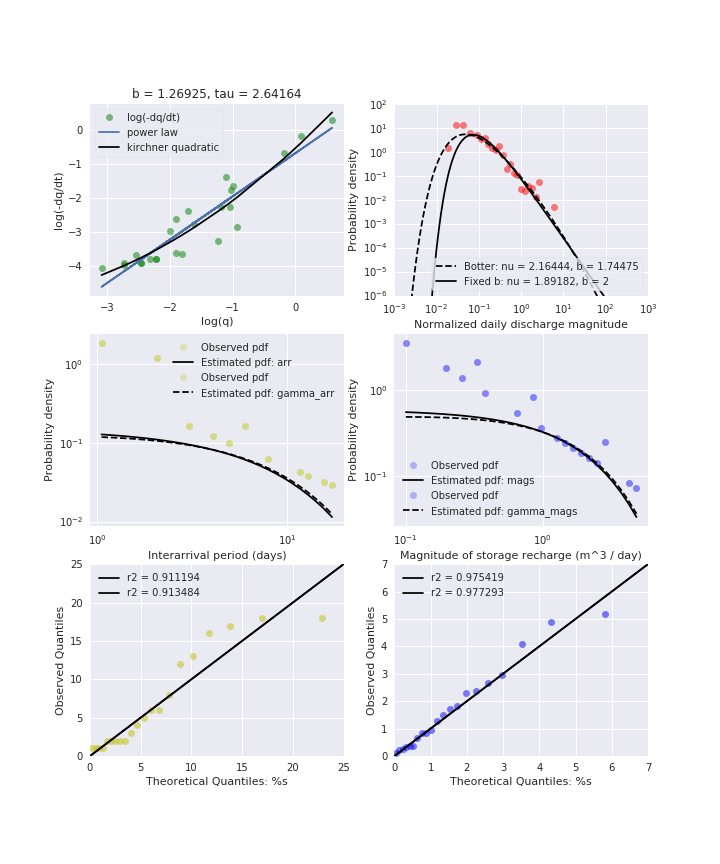 b = 1.26925, tau = 2.64164
log(-dq/dt)
power law
kirchner quadratic
0
−1
−2
−3
−4
log(-dq/dt)
−3 −2 −1 0
log(q)
10^2
10^1
10^0
10^−1
10^−2
10^−3
10^−4
10^−5
10^−6
Probability density
Botter: nu = 2.16444, b = 1.74475
Fixed b: nu = 1.89182, b = 2
10^−3 10^−2 10^−1 10^0 10^1 10^2 10^3
Normalized daily discharge magnitude
Observed pdf
Estimated pdf: arr
Observed pdf
Estimated pdf: gamma_arr
10^0
10^−1
10^−2
Probability density
10^0 10^1
Interarrival period (days)
10^0
10^−1
Probability density
Observed pdf
Estimated pdf: mags
Observed pdf
Estimated pdf: gamma_mags
10^−1 10^0
Magnitude of storage recharge (m^3 / day)
r2 = 0.911194
r2 = 0.913484
25
20
15
10
5
0
Observed Quantiles
0 5 10 15 20 25
Theoretical Quantiles: %s
r2 = 0.975419
r2 = 0.977293
7
6
5
4
3
2
1
0
Observed Quantiles
0 1 2 3 4 5 6 7
Theoretical Quantiles: %s